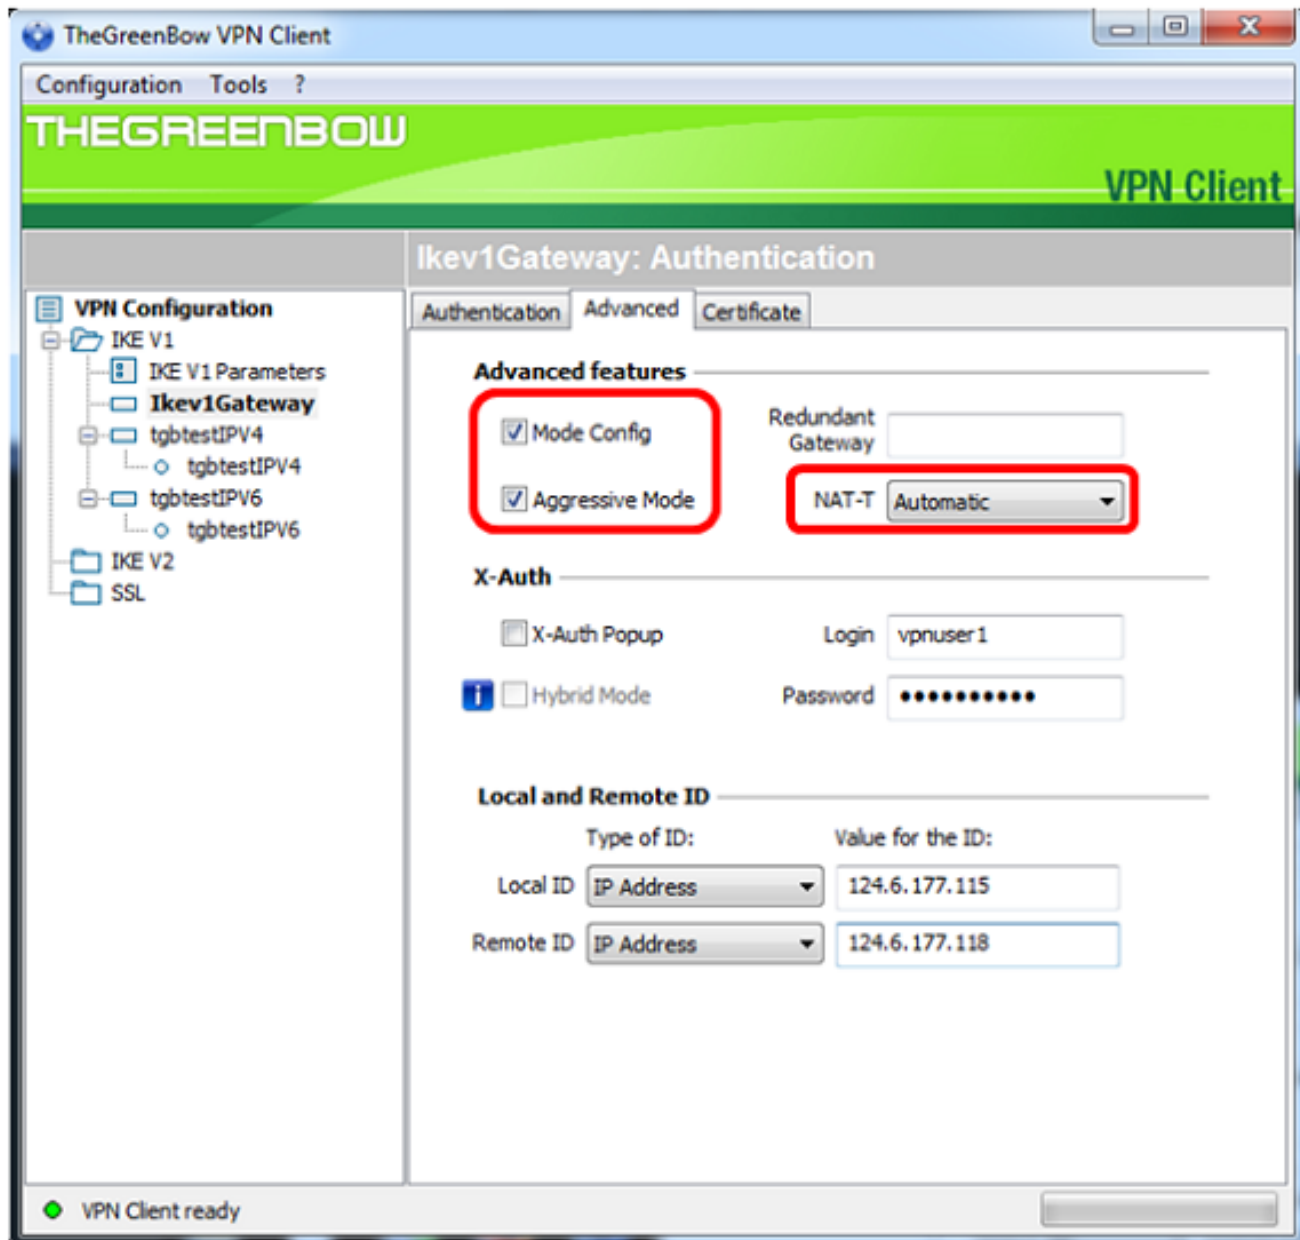 TheGreenBow VPN Client
Configuration Tools ?
THEGREENBOW
VPN Client
Ikev1Gateway: Authentication
VPN Configuration
IKE V1
IKE V1 Parameters
Ikev1Gateway
tgbtestIPV4
tgbtestIPV4
tgbtestIPV6
tgbtestIPV6
IKE V2
SSL
Authentication Advanced Certificate
Advanced features
Mode Config
Redundant
Gateway
Aggressive Mode
NAT-T Automatic
X-Auth
X-Auth Popup
Login vpnuser1
i Hybrid Mode
Password ●●●●●●●●●●
Local and Remote ID
Type of ID: Value for the ID:
Local ID IP Address 124.6.177.115
Remote ID IP Address 124.6.177.118
VPN Client ready